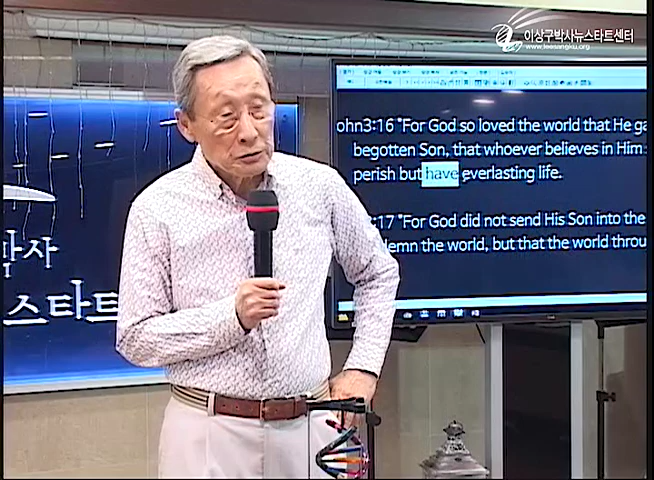 이상구박사뉴스타트센터
www.leesangku.org
ohn3:16 "For God so loved the world that He ga
begotten Son, that whoever believes in Him
perish but have everlasting life.
:17 "For God did not send His Son into the
demn the world, but that the world throu
박사
스타트